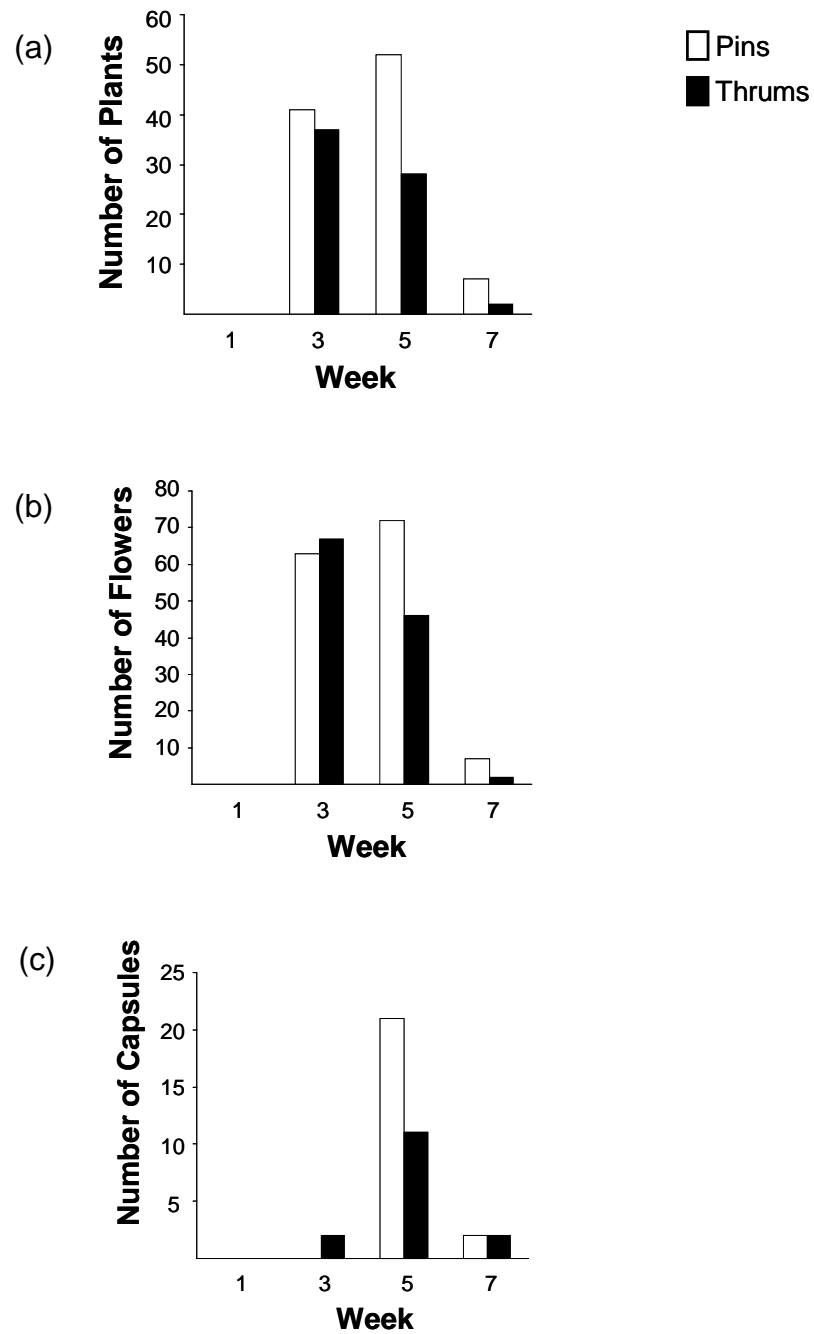 (a)
Number of Plants
60
50
40
30
20
10
1 3 5 7
Week
Pins
Thrums
(b)
Number of Flowers
80
70
60
50
40
30
20
10
1 3 5 7
Week
(c)
Number of Capsules
25
20
15
10
5
1 3 5 7
Week